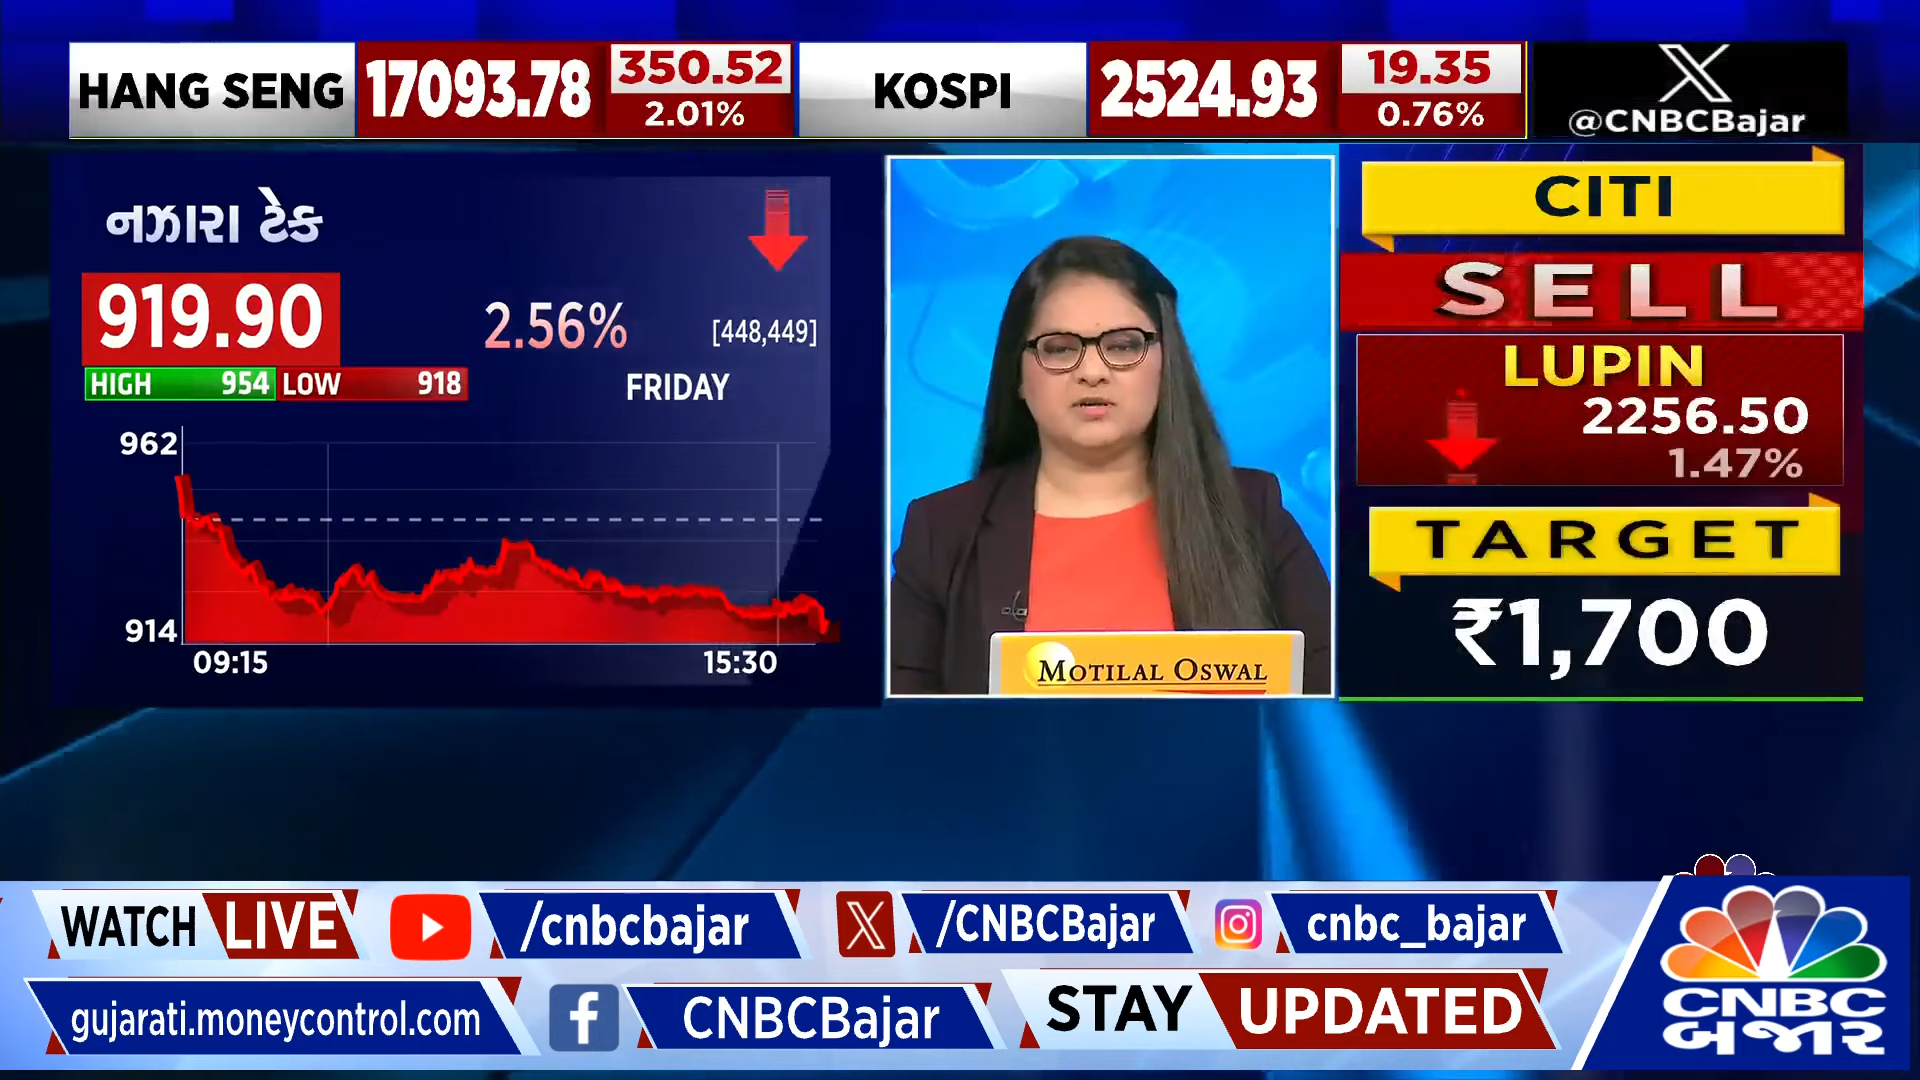 HANG SENG 17093.78 350.52 2.01%
KOSPI 2524.93 19.35 0.76%
X
@CNBCBajar
નઝારા ટેક
919.90 2.56% [448,449]
HIGH 954 LOW 918
FRIDAY
962
914
09:15 15:30
MOTILAL OSWAL
CITI
SELL
LUPIN
2256.50
1.47%
TARGET
₹1,700
WATCH LIVE /cnbcbajar X /CNBCBajar cnbc_bajar
gujarati.moneycontrol.com f CNBCBajar STAY UPDATED
CNBC
બજાર